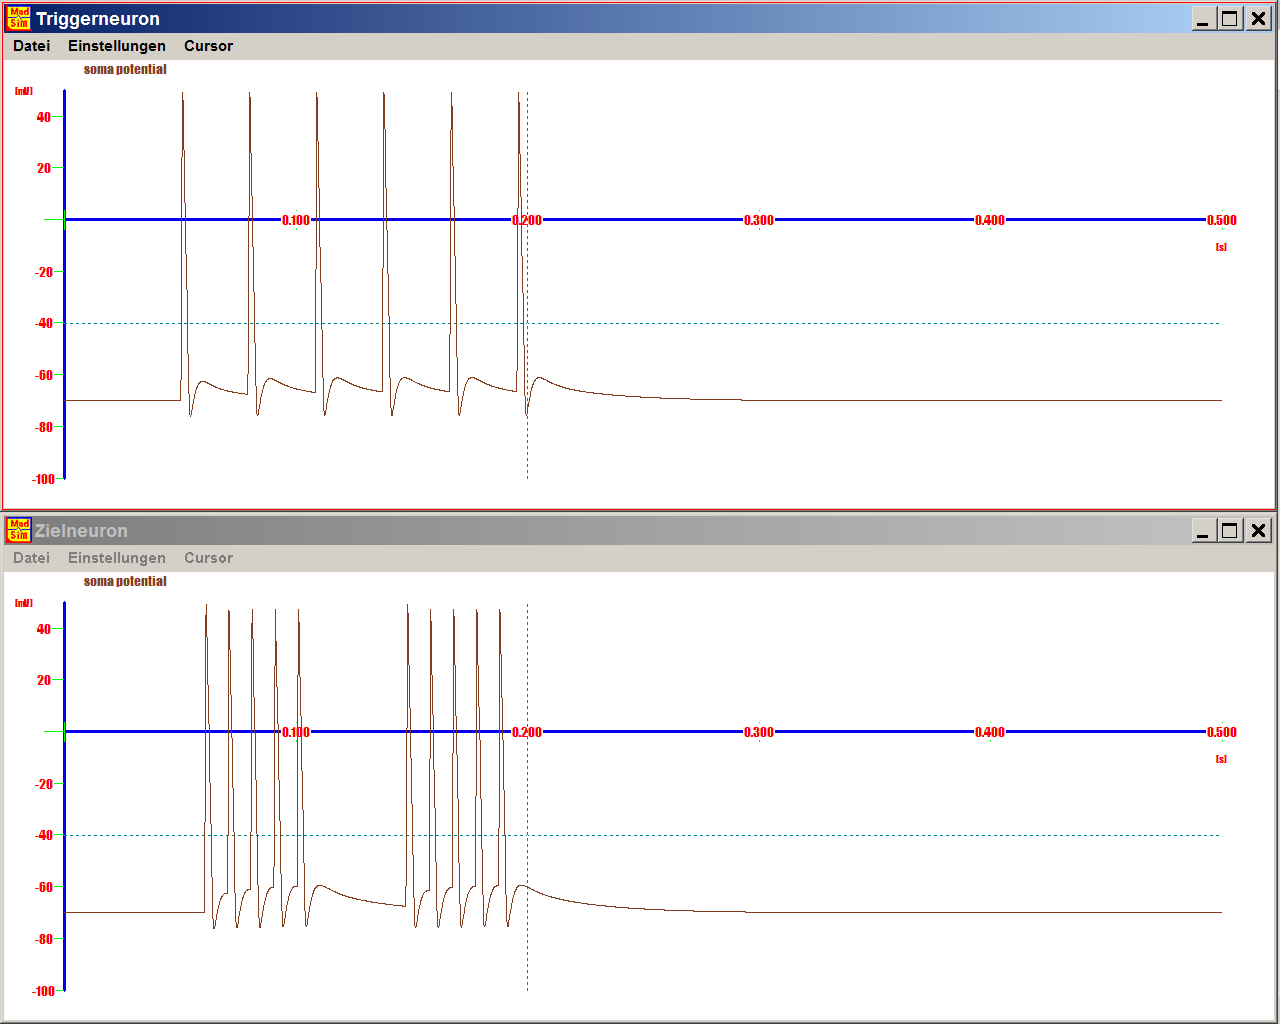 Mad
Sim
Triggerneuron
Datei Einstellungen Cursor
soma potential
[mV]
40
20
0.100 0.200 0.300 0.400 0.500
[s]
-20
-40
-60
-80
-100
Mad
Sim
Zielneuron
Datei Einstellungen Cursor
soma potential
[mV]
40
20
0.100 0.200 0.300 0.400 0.500
[s]
-20
-40
-60
-80
-100